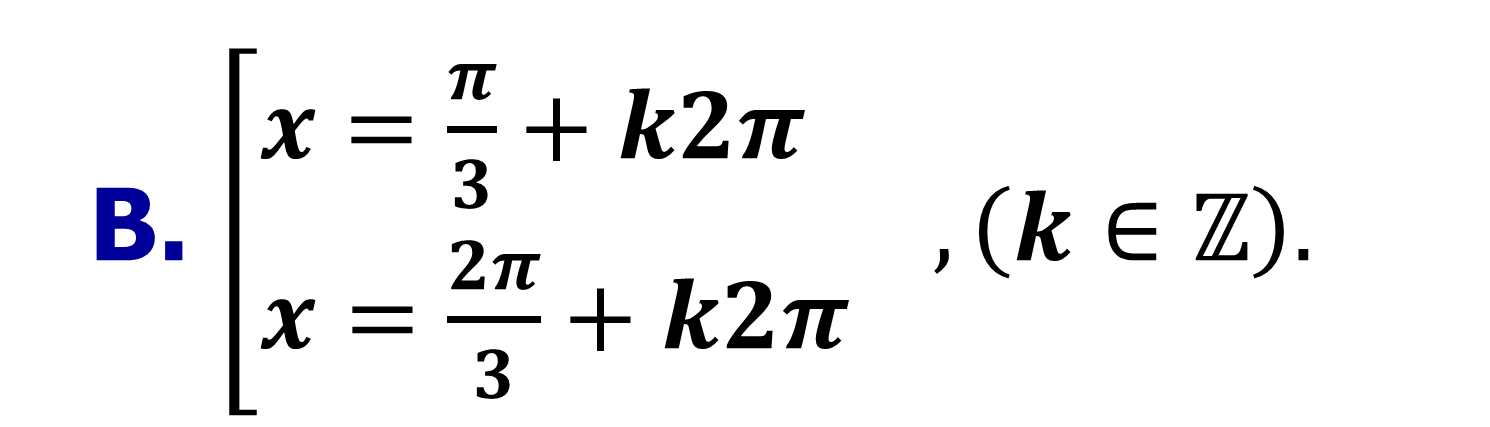 B. [ x = π/3 + k2π
x = 2π/3 + k2π , (k ∈ ℤ).